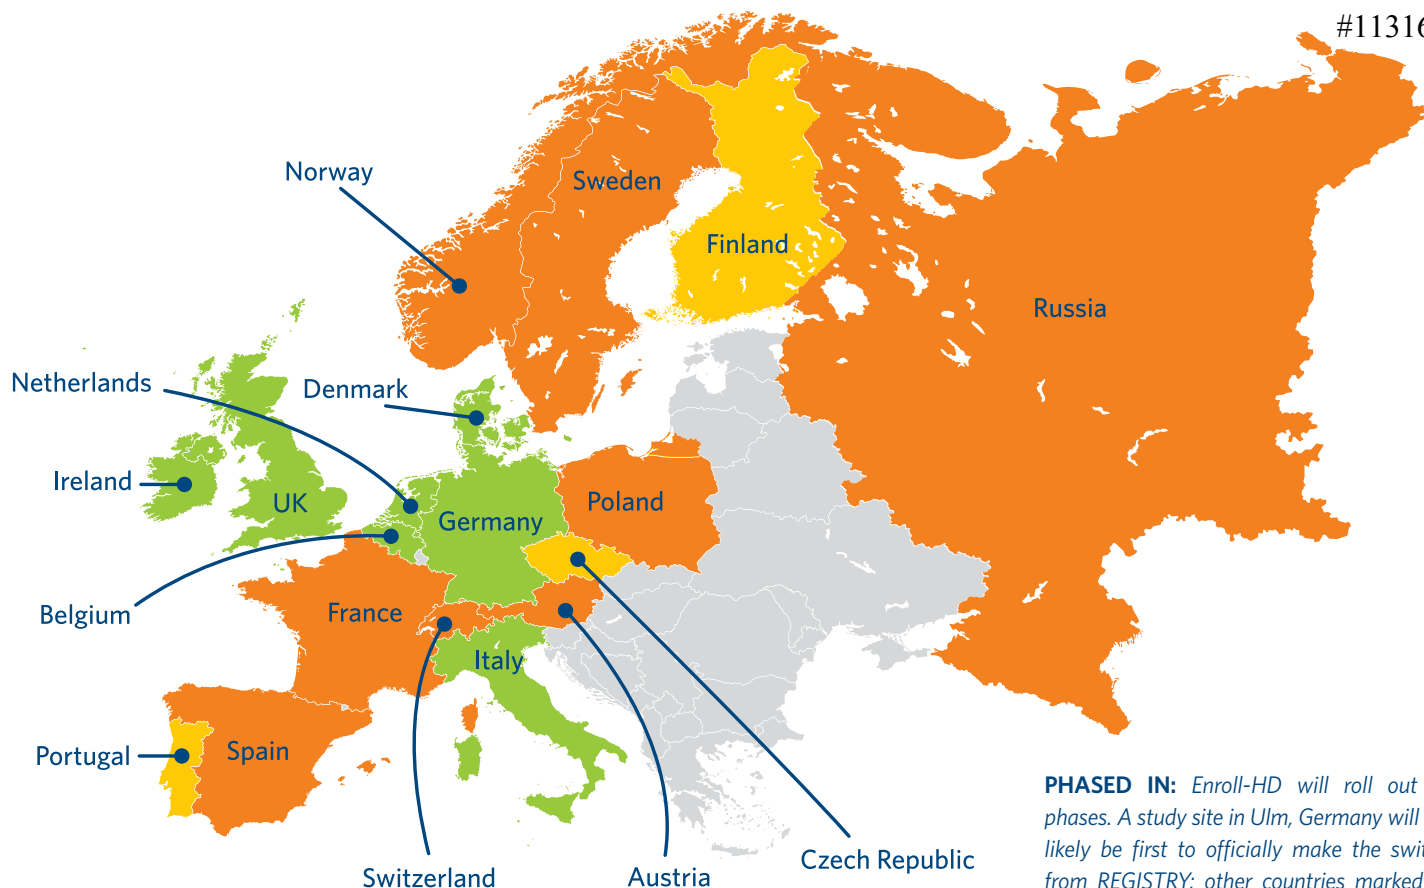 #11316
Norway
Sweden
Finland
Russia
Netherlands
Denmark
Ireland
UK
Germany
Poland
Belgium
France
Italy
Portugal
Spain
Switzerland
Austria
Czech Republic
PHASED IN: Enroll-HD will roll out
phases. A study site in Ulm, Germany will
likely be first to officially make the swit
from REGISTRY; other countries marked